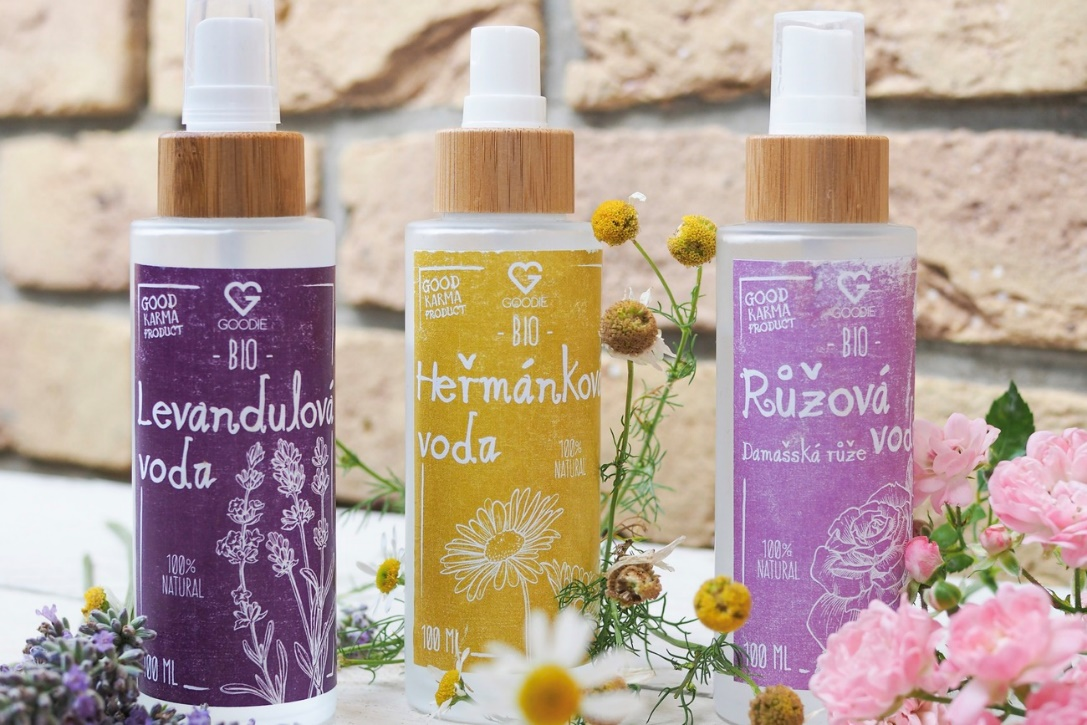 GOOD
KARMA
PRODUCT
GOODIE
- BIO -
Levandulová
voda
100%
NATURAL
100 ML
GOOD
KARMA
PRODUCT
GOODIE
- BIO -
Heřmánkov
voda
100%
NATURAL
100 ML
GOOD
KARMA
PRODUCT
GOODIE
- BIO -
Růžová
voda
Damašská růže
100%
NATURAL
100 ML